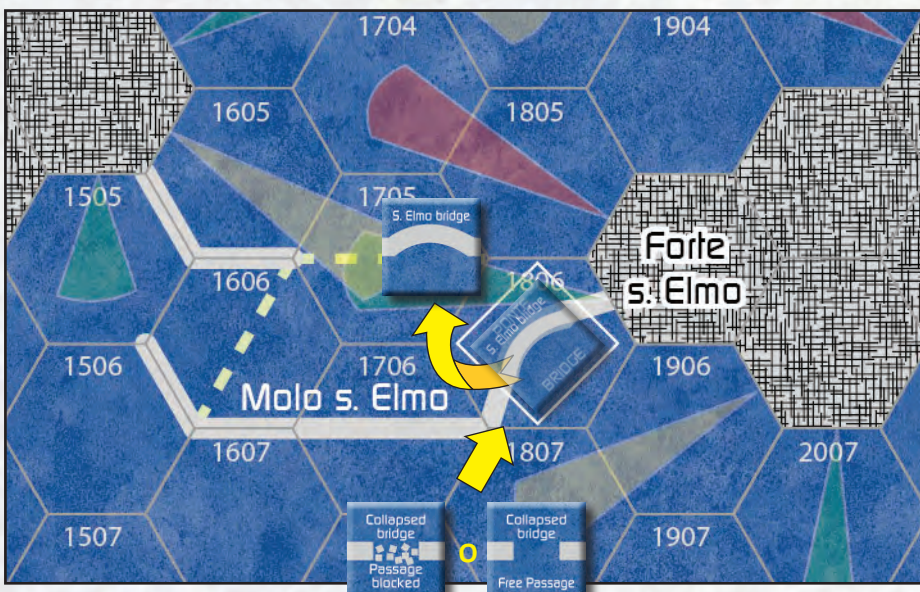 1704
1904
1605
1805
1505
1705
S. Elmo bridge
Forte
s. Elmo
1606
1806
S. Elmo bridge
BRIDGE
1506
1706
1906
Molo s. Elmo
1607
1807
2007
Collapsed
bridge
Passage
blocked
o
Collapsed
bridge
Free Passage
1507
1907